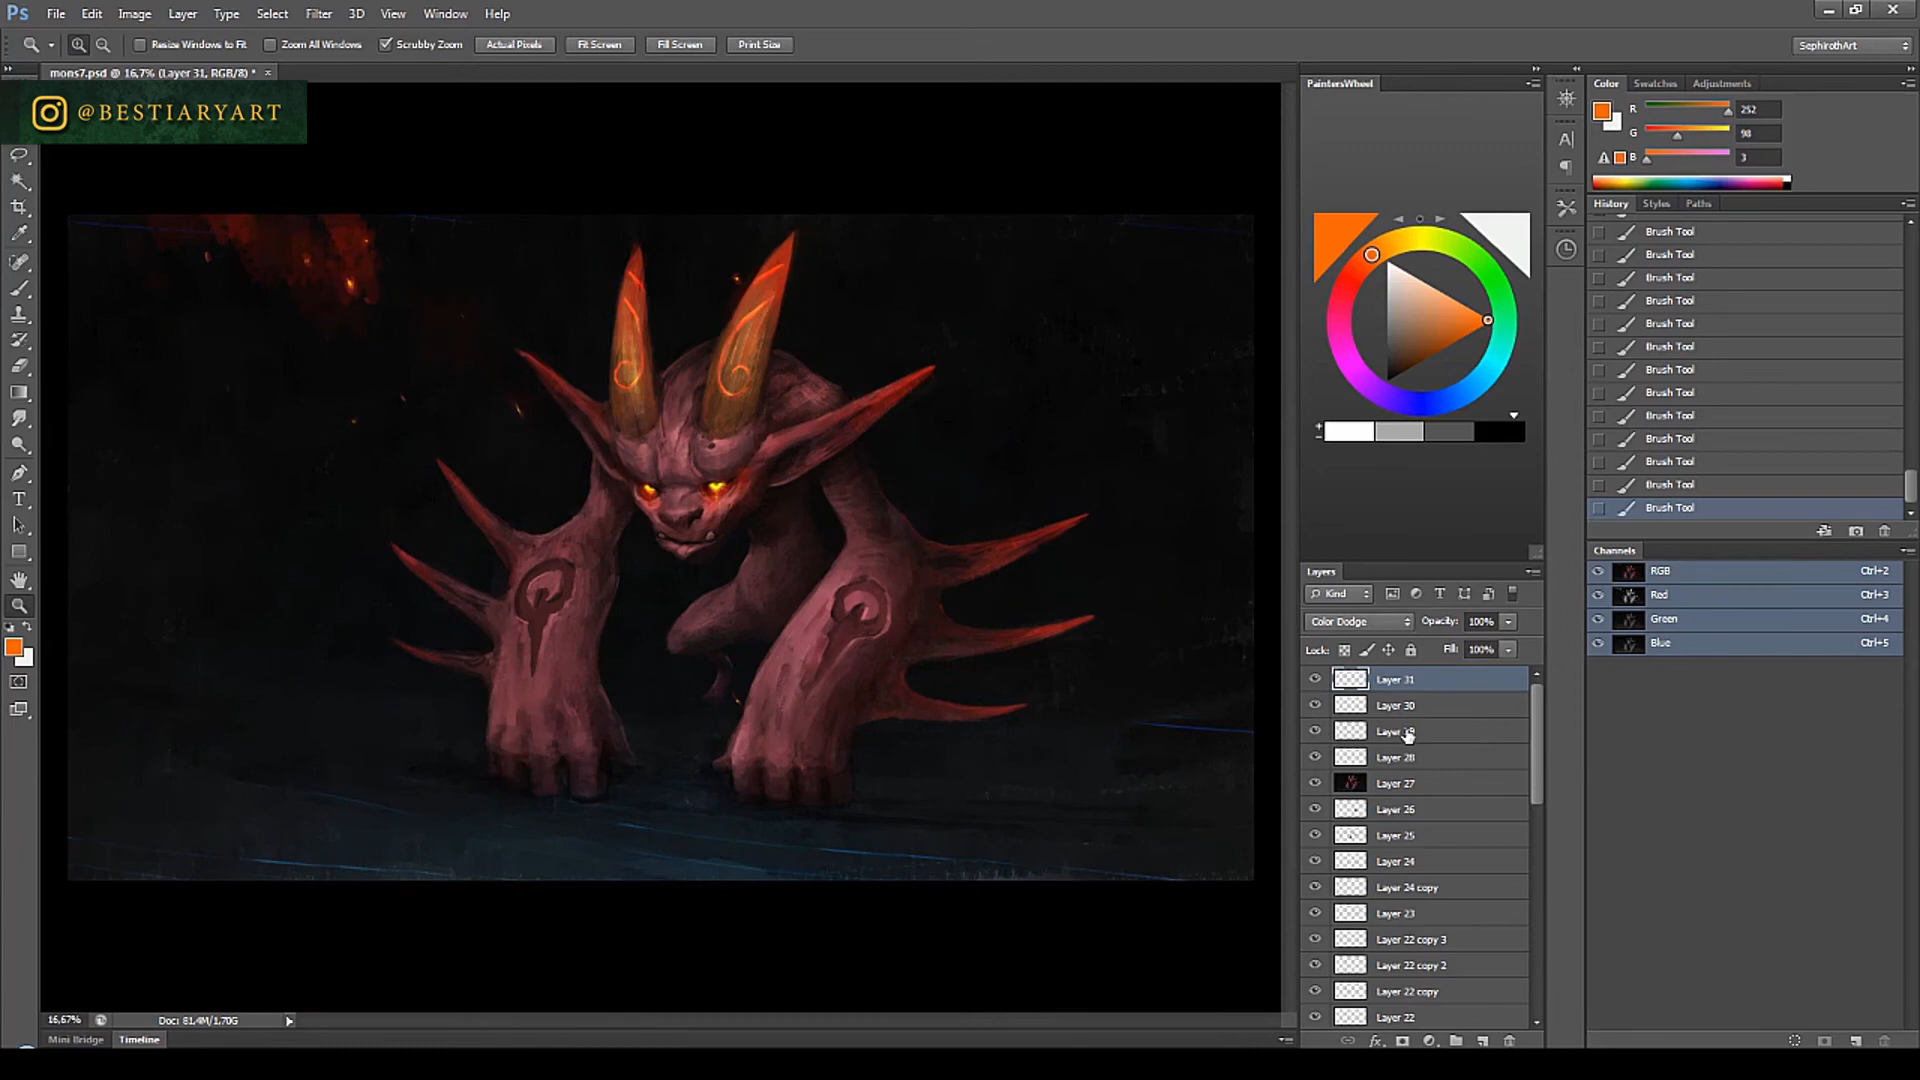 Ps File Edit Image Layer Type Select Filter 3D View Window Help
Resize Windows to Fit Zoom All Windows Scrubby Zoom Actual Pixels Fit Screen Fill Screen Print Size SephirothArt
mons7.psd @ 16,7% (Layer 31, RGB/8) * ×
@BESTIARYART
PaintersWheel
Color Swatches Adjustments
R 252
G 98
B 3
History Styles Paths
Brush Tool
Brush Tool
Brush Tool
Brush Tool
Brush Tool
Brush Tool
Brush Tool
Brush Tool
Brush Tool
Brush Tool
Brush Tool
Brush Tool
Brush Tool
Channels
RGB Ctrl+2
Red Ctrl+3
Green Ctrl+4
Blue Ctrl+5
Layers
Kind
Color Dodge Opacity: 100%
Lock: Fill: 100%
Layer 31
Layer 30
Layer
Layer 28
Layer 27
Layer 26
Layer 25
Layer 24
Layer 24 copy
Layer 23
Layer 22 copy 3
Layer 22 copy 2
Layer 22 copy
Layer 22
16,67% Doc: 81,4M/1,70G
Mini Bridge Timeline